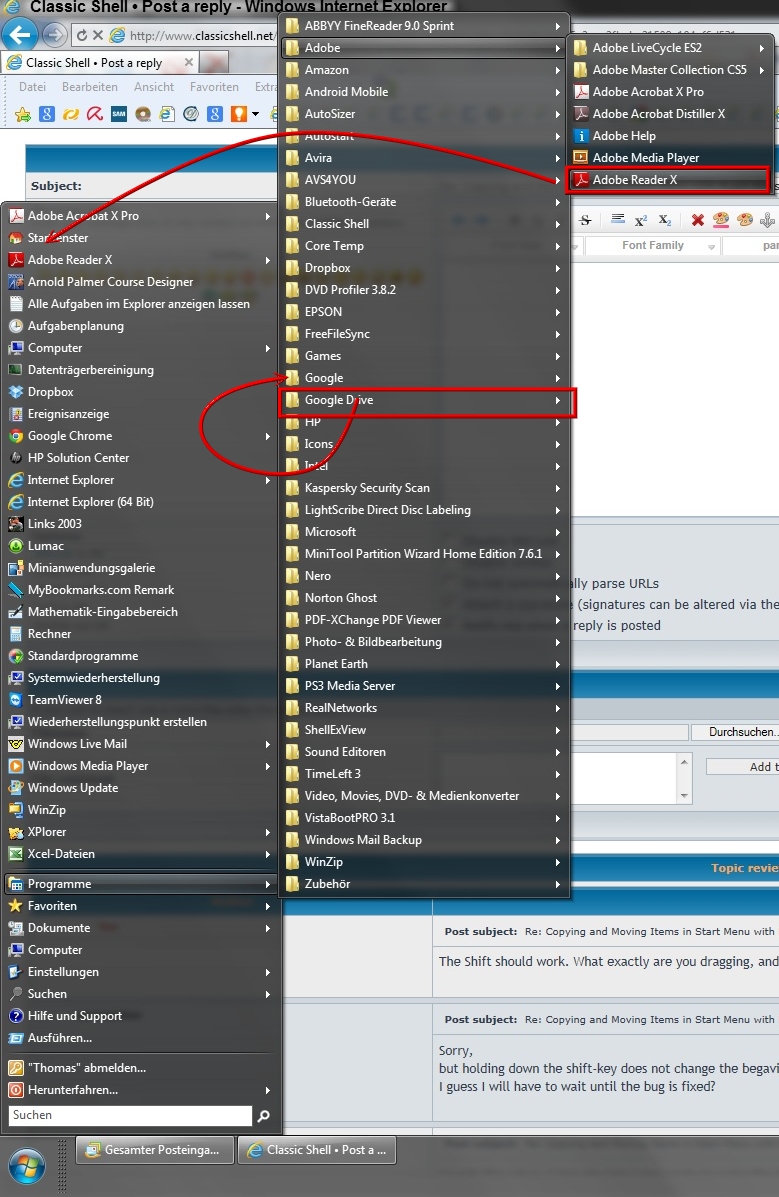 Classic Shell • Post a reply - Windows Internet Explorer
http://www.classicshell.net/
Classic Shell • Post a reply
Datei Bearbeiten Ansicht Favoriten Extra
SAM
Subject:
Font Family
par
ABBYY FineReader 9.0 Sprint
Adobe
Amazon
Android Mobile
AutoSizer
Autostart
Avira
AVS4YOU
Bluetooth-Geräte
Classic Shell
Core Temp
Dropbox
DVD Profiler 3.8.2
EPSON
FreeFileSync
Games
Google
Google Drive
HP
Icons
Intel
Kaspersky Security Scan
LightScribe Direct Disc Labeling
Microsoft
MiniTool Partition Wizard Home Edition 7.6.1
Nero
Norton Ghost
PDF-XChange PDF Viewer
Photo- & Bildbearbeitung
Planet Earth
PS3 Media Server
RealNetworks
ShellExView
Sound Editoren
TimeLeft 3
Video, Movies, DVD- & Medienkonverter
VistaBootPRO 3.1
Windows Mail Backup
WinZip
Zubehör
Adobe LiveCycle ES2
Adobe Master Collection CS5
Adobe Acrobat X Pro
Adobe Acrobat Distiller X
Adobe Help
Adobe Media Player
Adobe Reader X
Adobe Acrobat X Pro
Startfenster
Adobe Reader X
Arnold Palmer Course Designer
Alle Aufgaben im Explorer anzeigen lassen
Aufgabenplanung
Computer
Datenträgerbereinigung
Dropbox
Ereignisanzeige
Google Chrome
HP Solution Center
Internet Explorer
Internet Explorer (64 Bit)
Links 2003
Lumac
Minianwendungsgalerie
MyBookmarks.com Remark
Mathematik-Eingabebereich
Rechner
Standardprogramme
Systemwiederherstellung
TeamViewer 8
Wiederherstellungspunkt erstellen
Windows Live Mail
Windows Media Player
Windows Update
WinZip
XPlorer
Xcel-Dateien
Programme
Favoriten
Dokumente
Computer
Einstellungen
Suchen
Hilfe und Support
Ausführen...
"Thomas" abmelden...
Herunterfahren...
Suchen
ally parse URLs
(signatures can be altered via the
reply is posted
Durchsuchen..
Add t
Topic revie
Post subject: Re: Copying and Moving Items in Start Menu with
The Shift should work. What exactly are you dragging, and
Post subject: Re: Copying and Moving Items in Start Menu with
Sorry,
but holding down the shift-key does not change the begavi
I guess I will have to wait until the bug is fixed?
Gesamter Posteinga...
Classic Shell • Post a ...